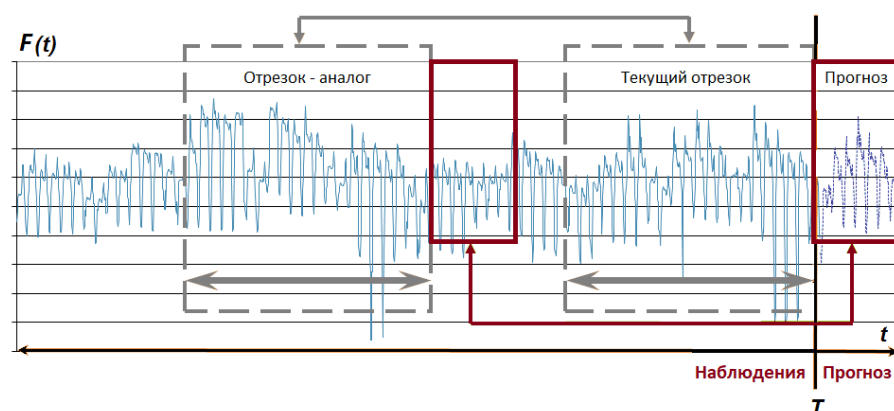 F(t)
Отрезок - аналог
Текущий отрезок
Прогноз
t
Наблюдения
Прогноз
T